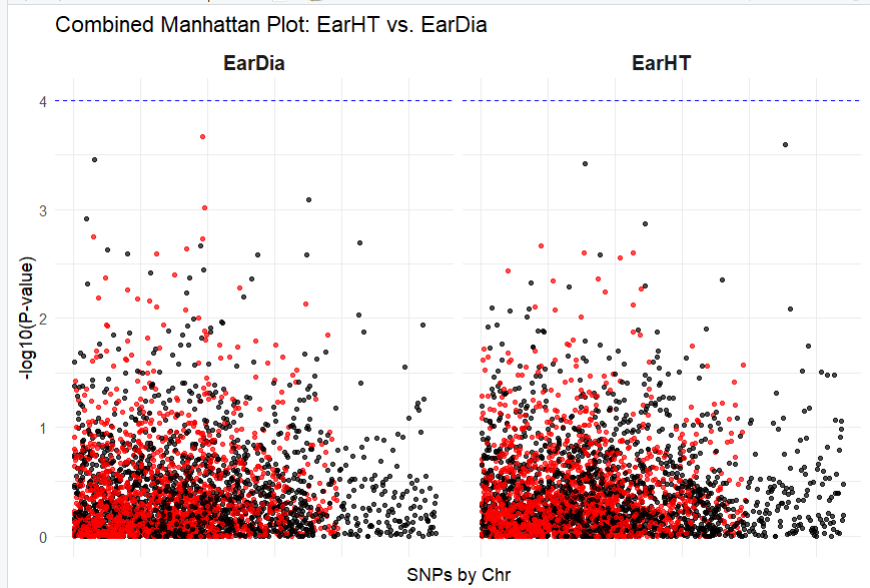 Combined Manhattan Plot: EarHT vs. EarDia
EarDia
EarHT
4
3
2
1
0
-log10(P-value)
SNPs by Chr